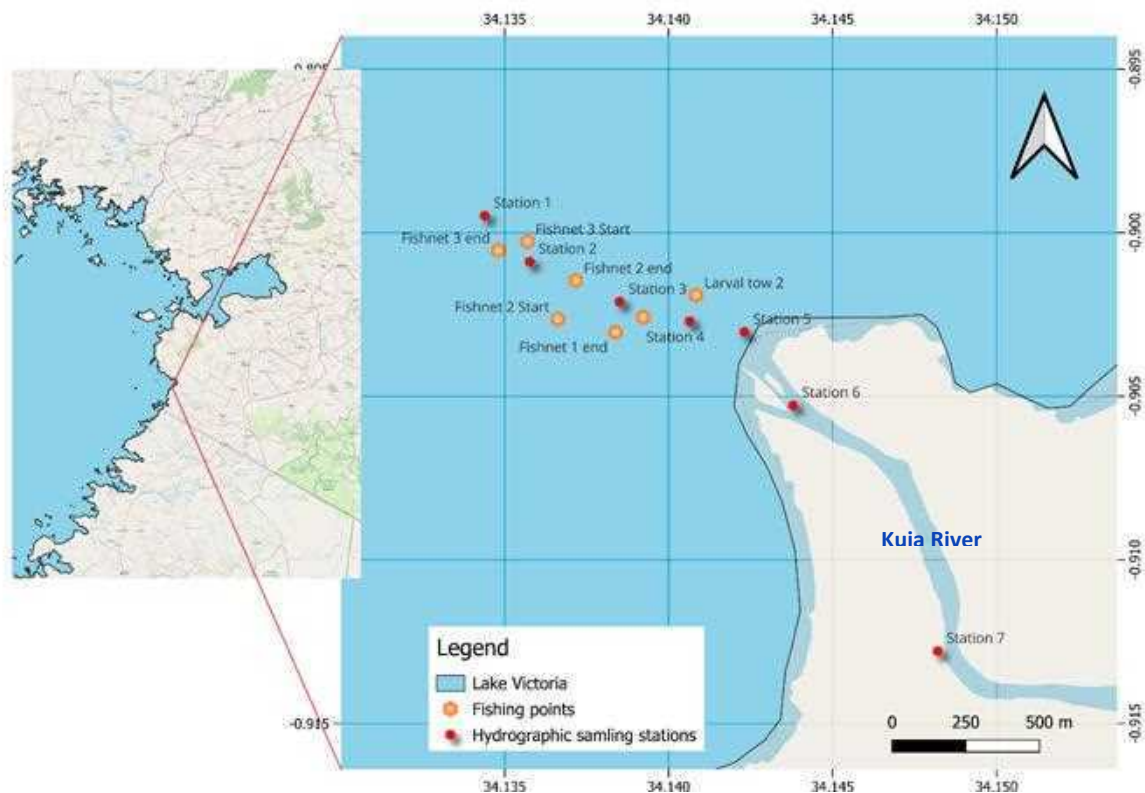 34.135 34.140 34.145 34.150
-0.895
Station 1
Fishnet 3 Start
Fishnet 3 end
Station 2
-0.900
Fishnet 2 end
Station 3
Larval tow 2
Fishnet 2 Start
Station 5
Station 4
Fishnet 1 end
Station 6
-0.905
Kuia River
-0.910
Station 7
Legend
Lake Victoria
Fishing points
Hydrographic samling stations
0 250 500 m
-0.915 -0.915
34.135 34.140 34.145 34.150